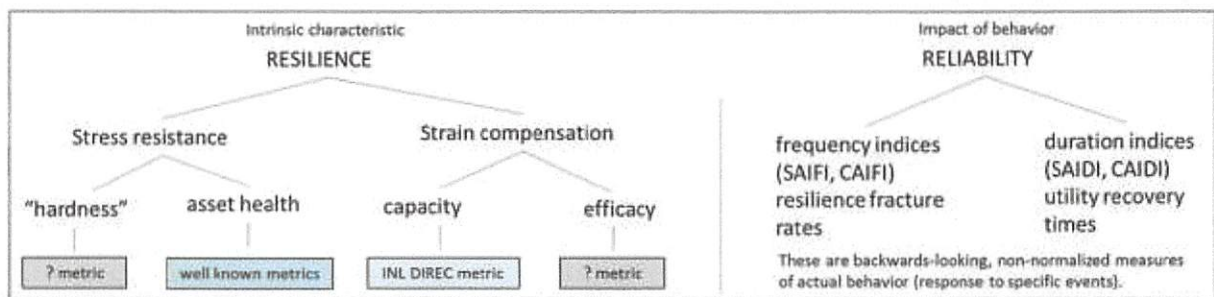 Intrinsic characteristic
RESILIENCE
Stress resistance
Strain compensation
"hardness"
asset health
capacity
efficacy
? metric
well known metrics
INL DIREC metric
? metric
Impact of behavior
RELIABILITY
frequency indices
(SAIFI, CAIFI)
resilience fracture
rates
duration indices
(SAIDI, CAIDI)
utility recovery
times
These are backwards-looking, non-normalized measures
of actual behavior (response to specific events).